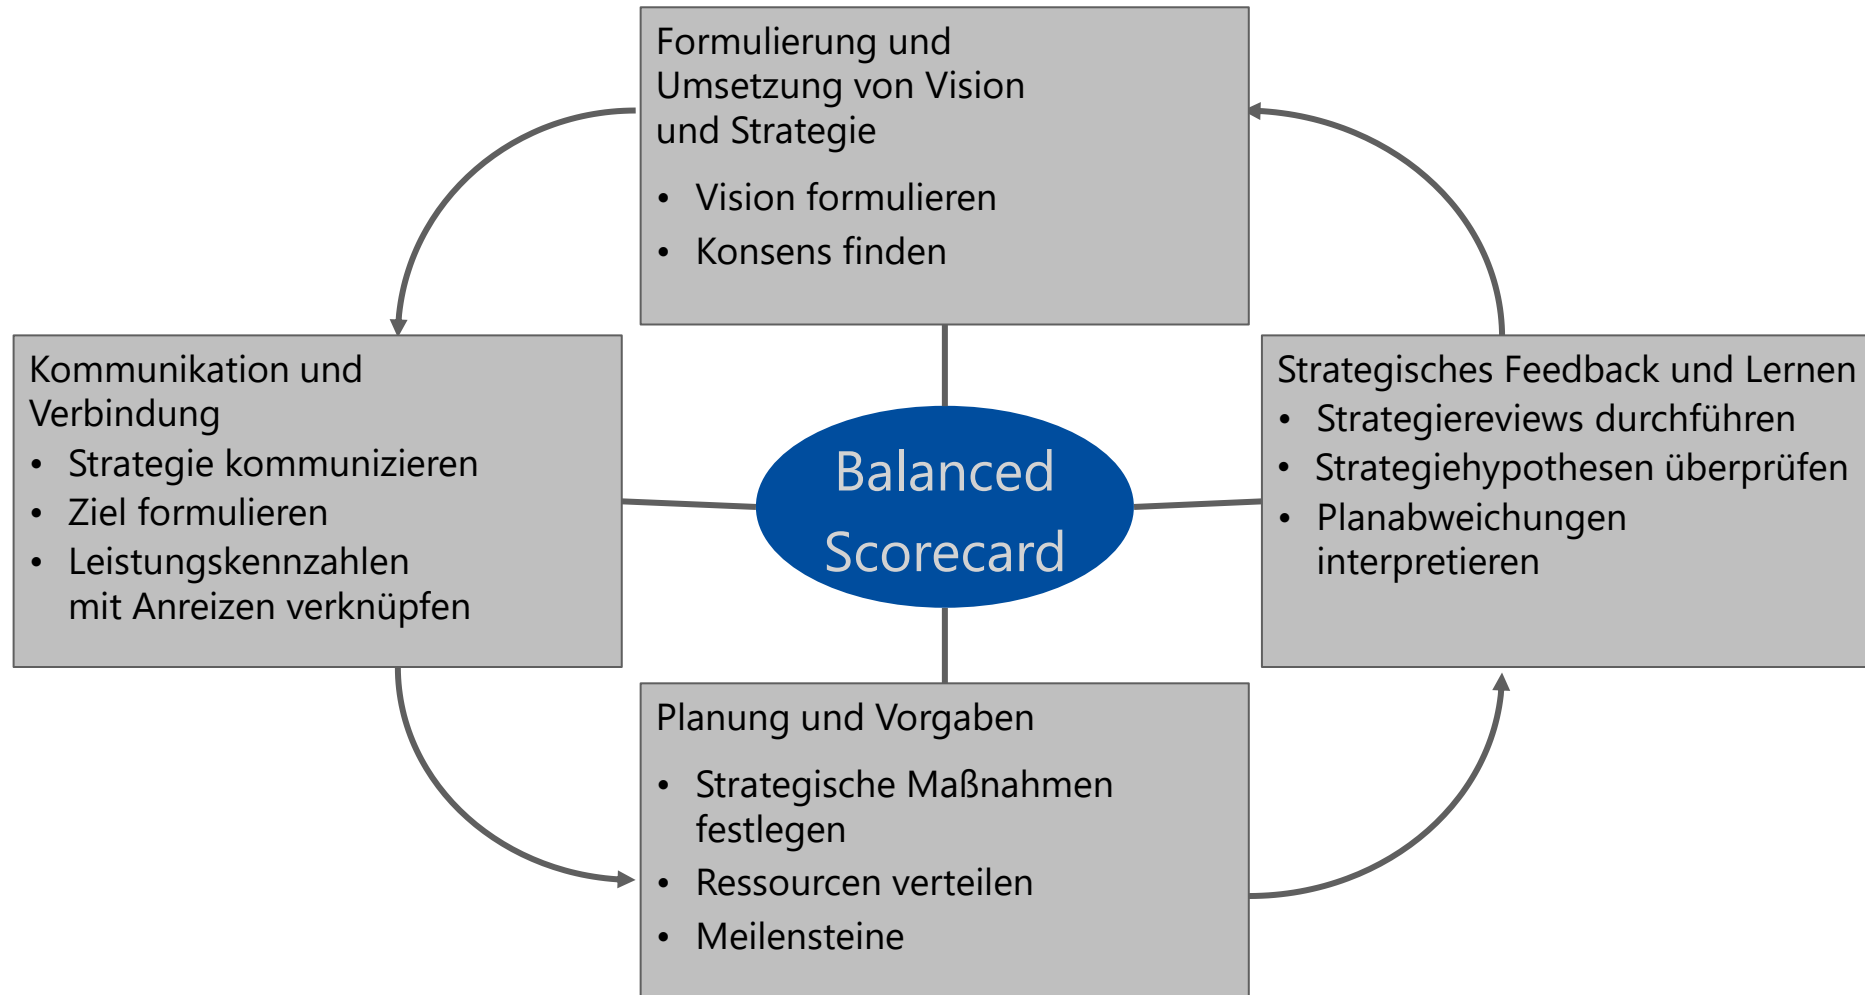 Formulierung und
Umsetzung von Vision
und Strategie
• Vision formulieren
• Konsens finden
Kommunikation und
Verbindung
• Strategie kommunizieren
• Ziel formulieren
• Leistungskennzahlen
mit Anreizen verknüpfen
Balanced
Scorecard
Strategisches Feedback und Lernen
• Strategiereviews durchführen
• Strategiehypothesen überprüfen
• Planabweichungen
interpretieren
Planung und Vorgaben
• Strategische Maßnahmen
festlegen
• Ressourcen verteilen
• Meilensteine